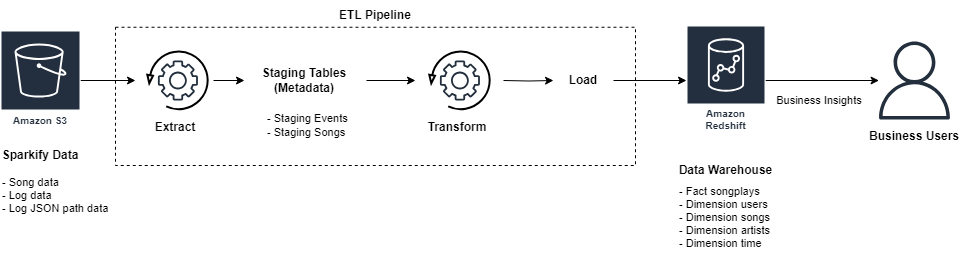 ETL Pipeline
Amazon S3
Extract
Staging Tables
(Metadata)
- Staging Events
- Staging Songs
Transform
Load
Amazon
Redshift
Business Insights
Business Users
Sparkify Data
- Song data
- Log data
- Log JSON path data
Data Warehouse
- Fact songplays
- Dimension users
- Dimension songs
- Dimension artists
- Dimension time